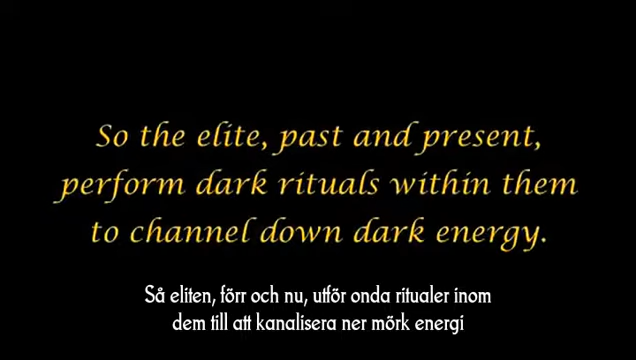 So the elite, past and present,
perform dark rituals within them
to channel down dark energy.
Så eliten, förr och nu, utför onda ritualer inom
dem till att kanalisera ner mörk energi